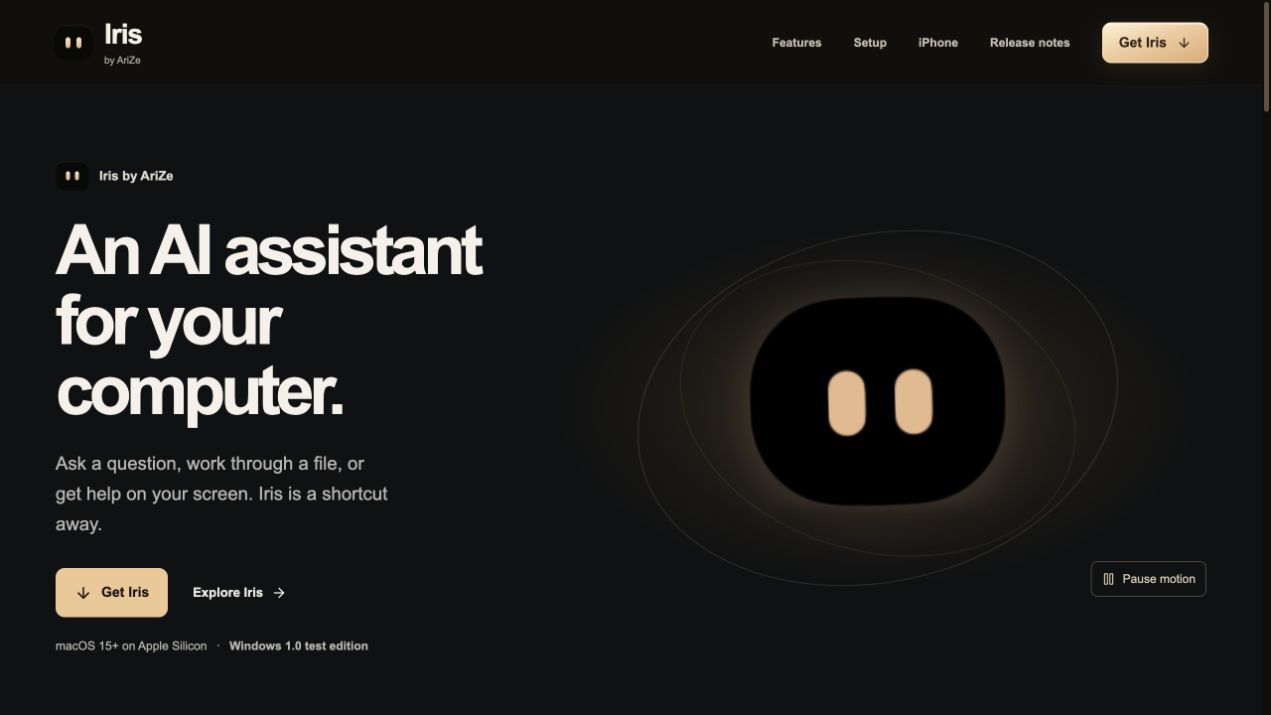 Iris
by AriZe
Features
Setup
iPhone
Release notes
Get Iris
Iris by AriZe
An AI assistant
for your
computer.
Ask a question, work through a file, or
get help on your screen. Iris is a shortcut
away.
Get Iris
Explore Iris
macOS 15+ on Apple Silicon · Windows 1.0 test edition
Pause motion